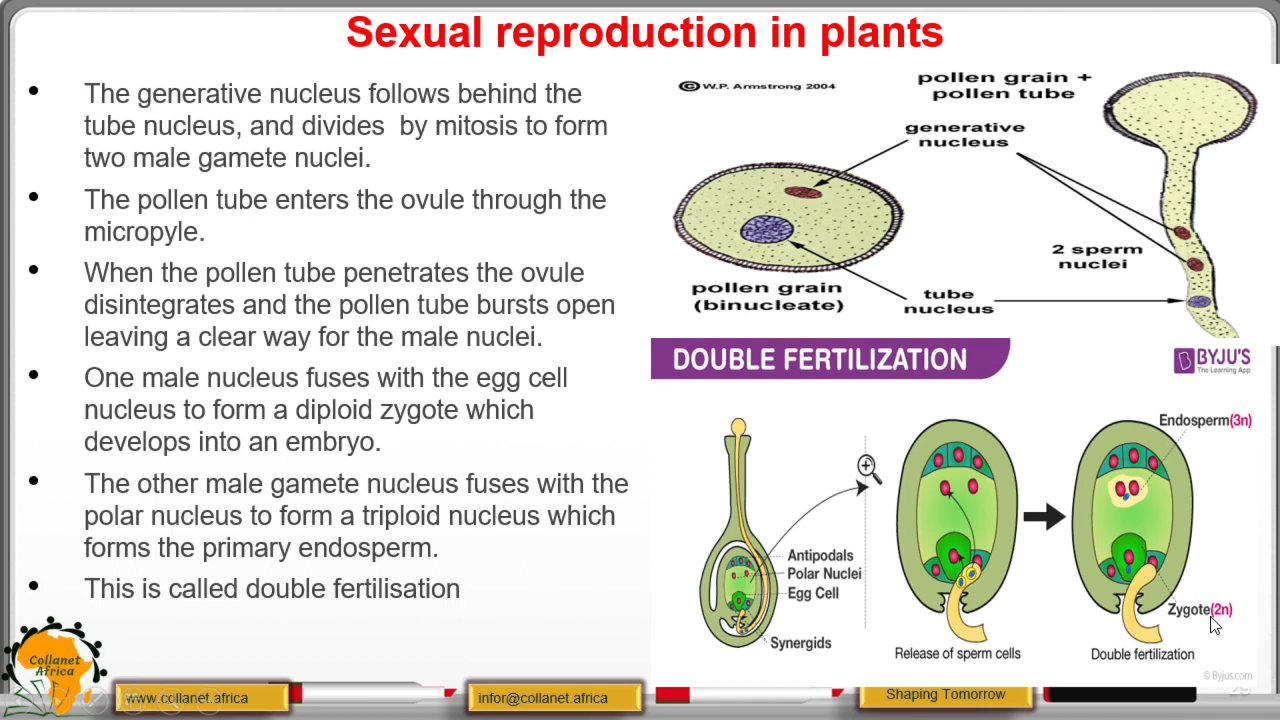 Sexual reproduction in plants
• The generative nucleus follows behind the
tube nucleus, and divides by mitosis to form
two male gamete nuclei.
• The pollen tube enters the ovule through the
micropyle.
• When the pollen tube penetrates the ovule
disintegrates and the pollen tube bursts open
leaving a clear way for the male nuclei.
• One male nucleus fuses with the egg cell
nucleus to form a diploid zygote which
develops into an embryo.
• The other male gamete nucleus fuses with the
polar nucleus to form a triploid nucleus which
forms the primary endosperm.
• This is called double fertilisation
© W.P. Armstrong 2004
pollen grain +
pollen tube
generative
nucleus
2 sperm
nuclei
pollen grain
(binucleate)
tube
nucleus
DOUBLE FERTILIZATION
B BYJU'S
The Learning App
Endosperm(3n)
Antipodals
Polar Nuclei
Egg Cell
Synergids
Zygote(2n)
Release of sperm cells
Double fertilization
© Byjus.com
Collanet
Africa
www.collanet.africa
infor@collanet.africa
Shaping Tomorrow